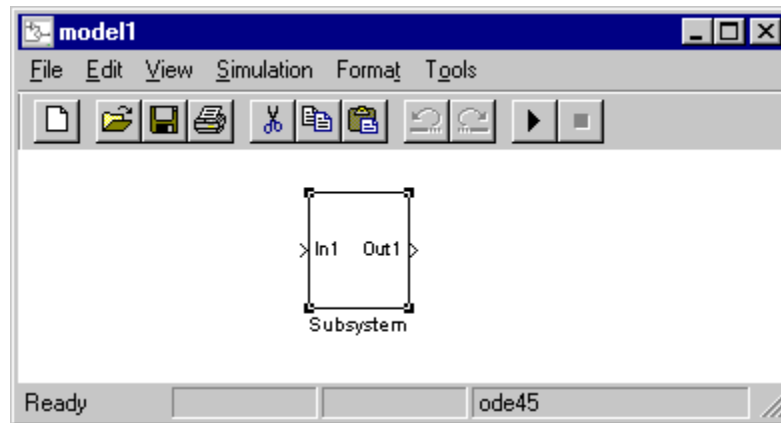 model1
File Edit View Simulation Format Tools
In1 Out1
Subsystem
Ready ode45